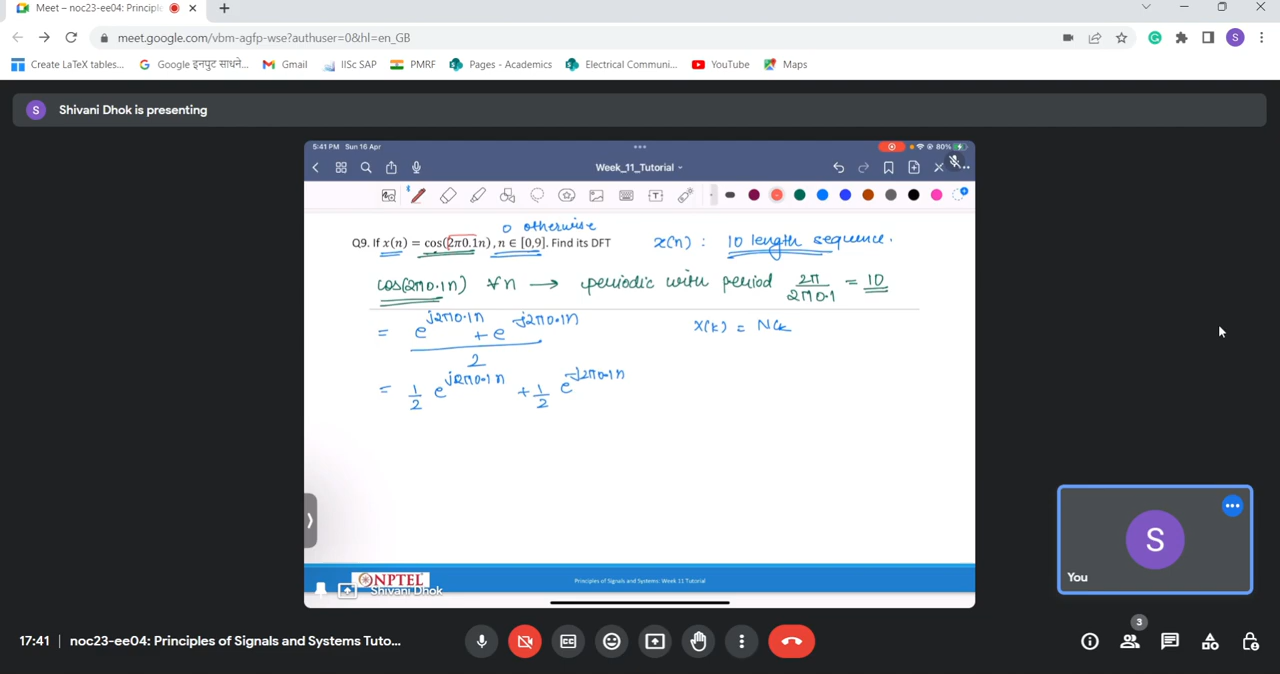 Meet – noc23-ee04: Principle
meet.google.com/vbm-agfp-wse?authuser=0&hl=en_GB
S
Create LaTeX tables...
Google इनपुट साधने...
Gmail
IISc SAP
PMRF
Pages - Academics
Electrical Communi...
YouTube
Maps
S Shivani Dhok is presenting
5:41 PM Sun 16 Apr
80%
Week_11_Tutorial
0 otherwise
Q9. If x(n) = cos(2π0.1n), n ∈ [0,9]. Find its DFT
x(n) : 10 length sequence.
cos(2π0.1n) ∀n → periodic with period 2π/2π0.1 = 10
= (e^{j2π0.1n} + e^{-j2π0.1n})/2
X(k) = NCk
= 1/2 e^{j2π0.1n} + 1/2 e^{-j2π0.1n}
NPTEL
Principles of Signals and Systems: Week 11 Tutorial
Shivani Dhok
S
You
17:41 | noc23-ee04: Principles of Signals and Systems Tuto...
3